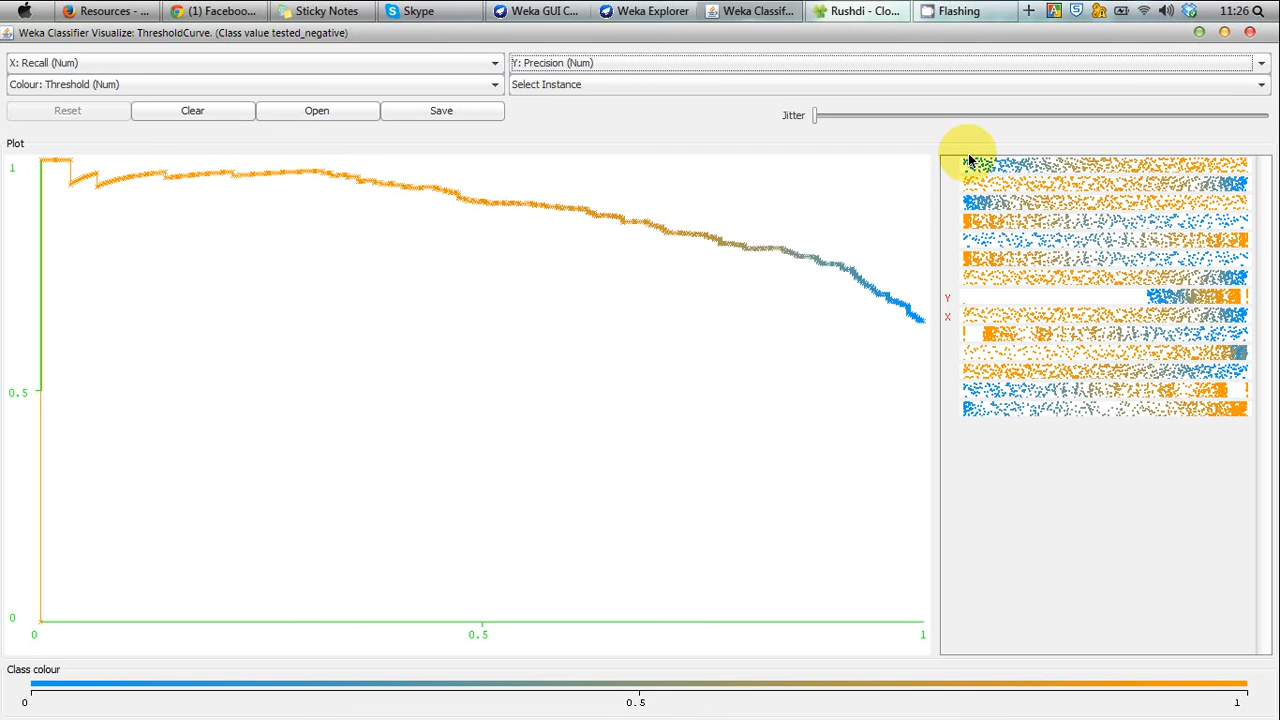 Resources - ... (1) Faceboo... Sticky Notes Skype Weka GUI C... Weka Explorer Weka Classif... Rushdi - Clo... Flashing 11:26
Weka Classifier Visualize: ThresholdCurve. (Class value tested_negative)
X: Recall (Num) Y: Precision (Num)
Colour: Threshold (Num) Select Instance
Reset Clear Open Save Jitter
Plot
1
Y
X
0.5
0
0 0.5 1
Class colour
0 0.5 1